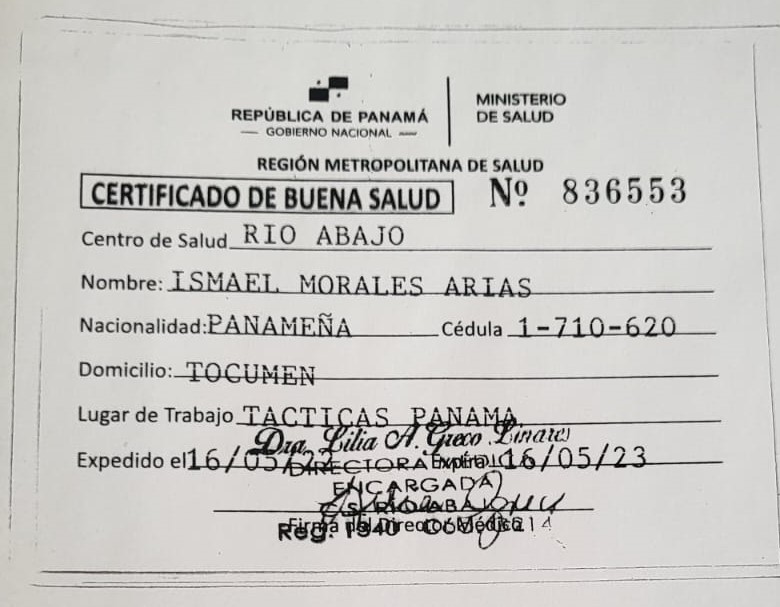 REPÚBLICA DE PANAMÁ
— GOBIERNO NACIONAL —
MINISTERIO
DE SALUD
REGIÓN METROPOLITANA DE SALUD
CERTIFICADO DE BUENA SALUD Nº 836553
Centro de Salud RIO ABAJO
Nombre: ISMAEL MORALES ARIAS
Nacionalidad: PANAMEÑA Cédula 1-710-620
Domicilio: TOCUMEN
Lugar de Trabajo TACTICAS PANAMA
Dra. Lilia A. Greco Linares
Expedido el 16/05/22 Expira 16/05/23
DIRECTORA
ENCARGADA
C.S. RIO ABAJO
Firma del Director Médico
Reg. 1940